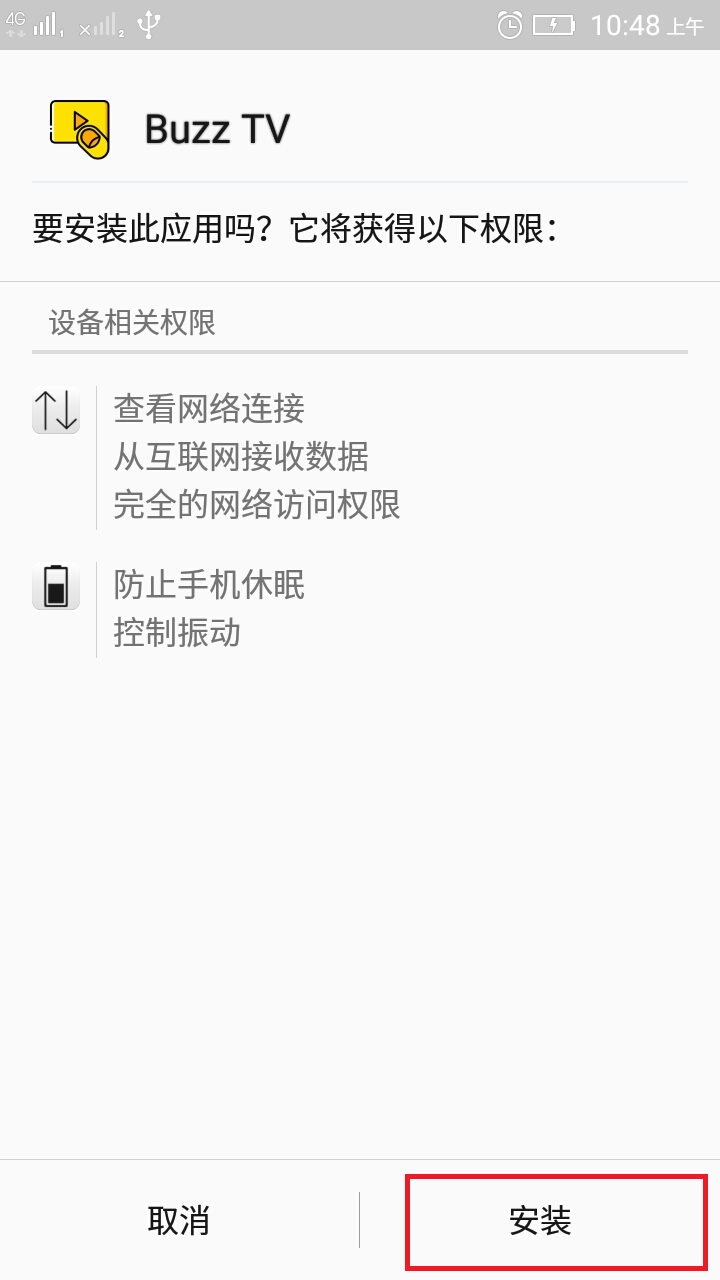 4G 1 2 10:48 上午
Buzz TV
要安装此应用吗？它将获得以下权限：
设备相关权限
查看网络连接
从互联网接收数据
完全的网络访问权限
防止手机休眠
控制振动
取消 安装